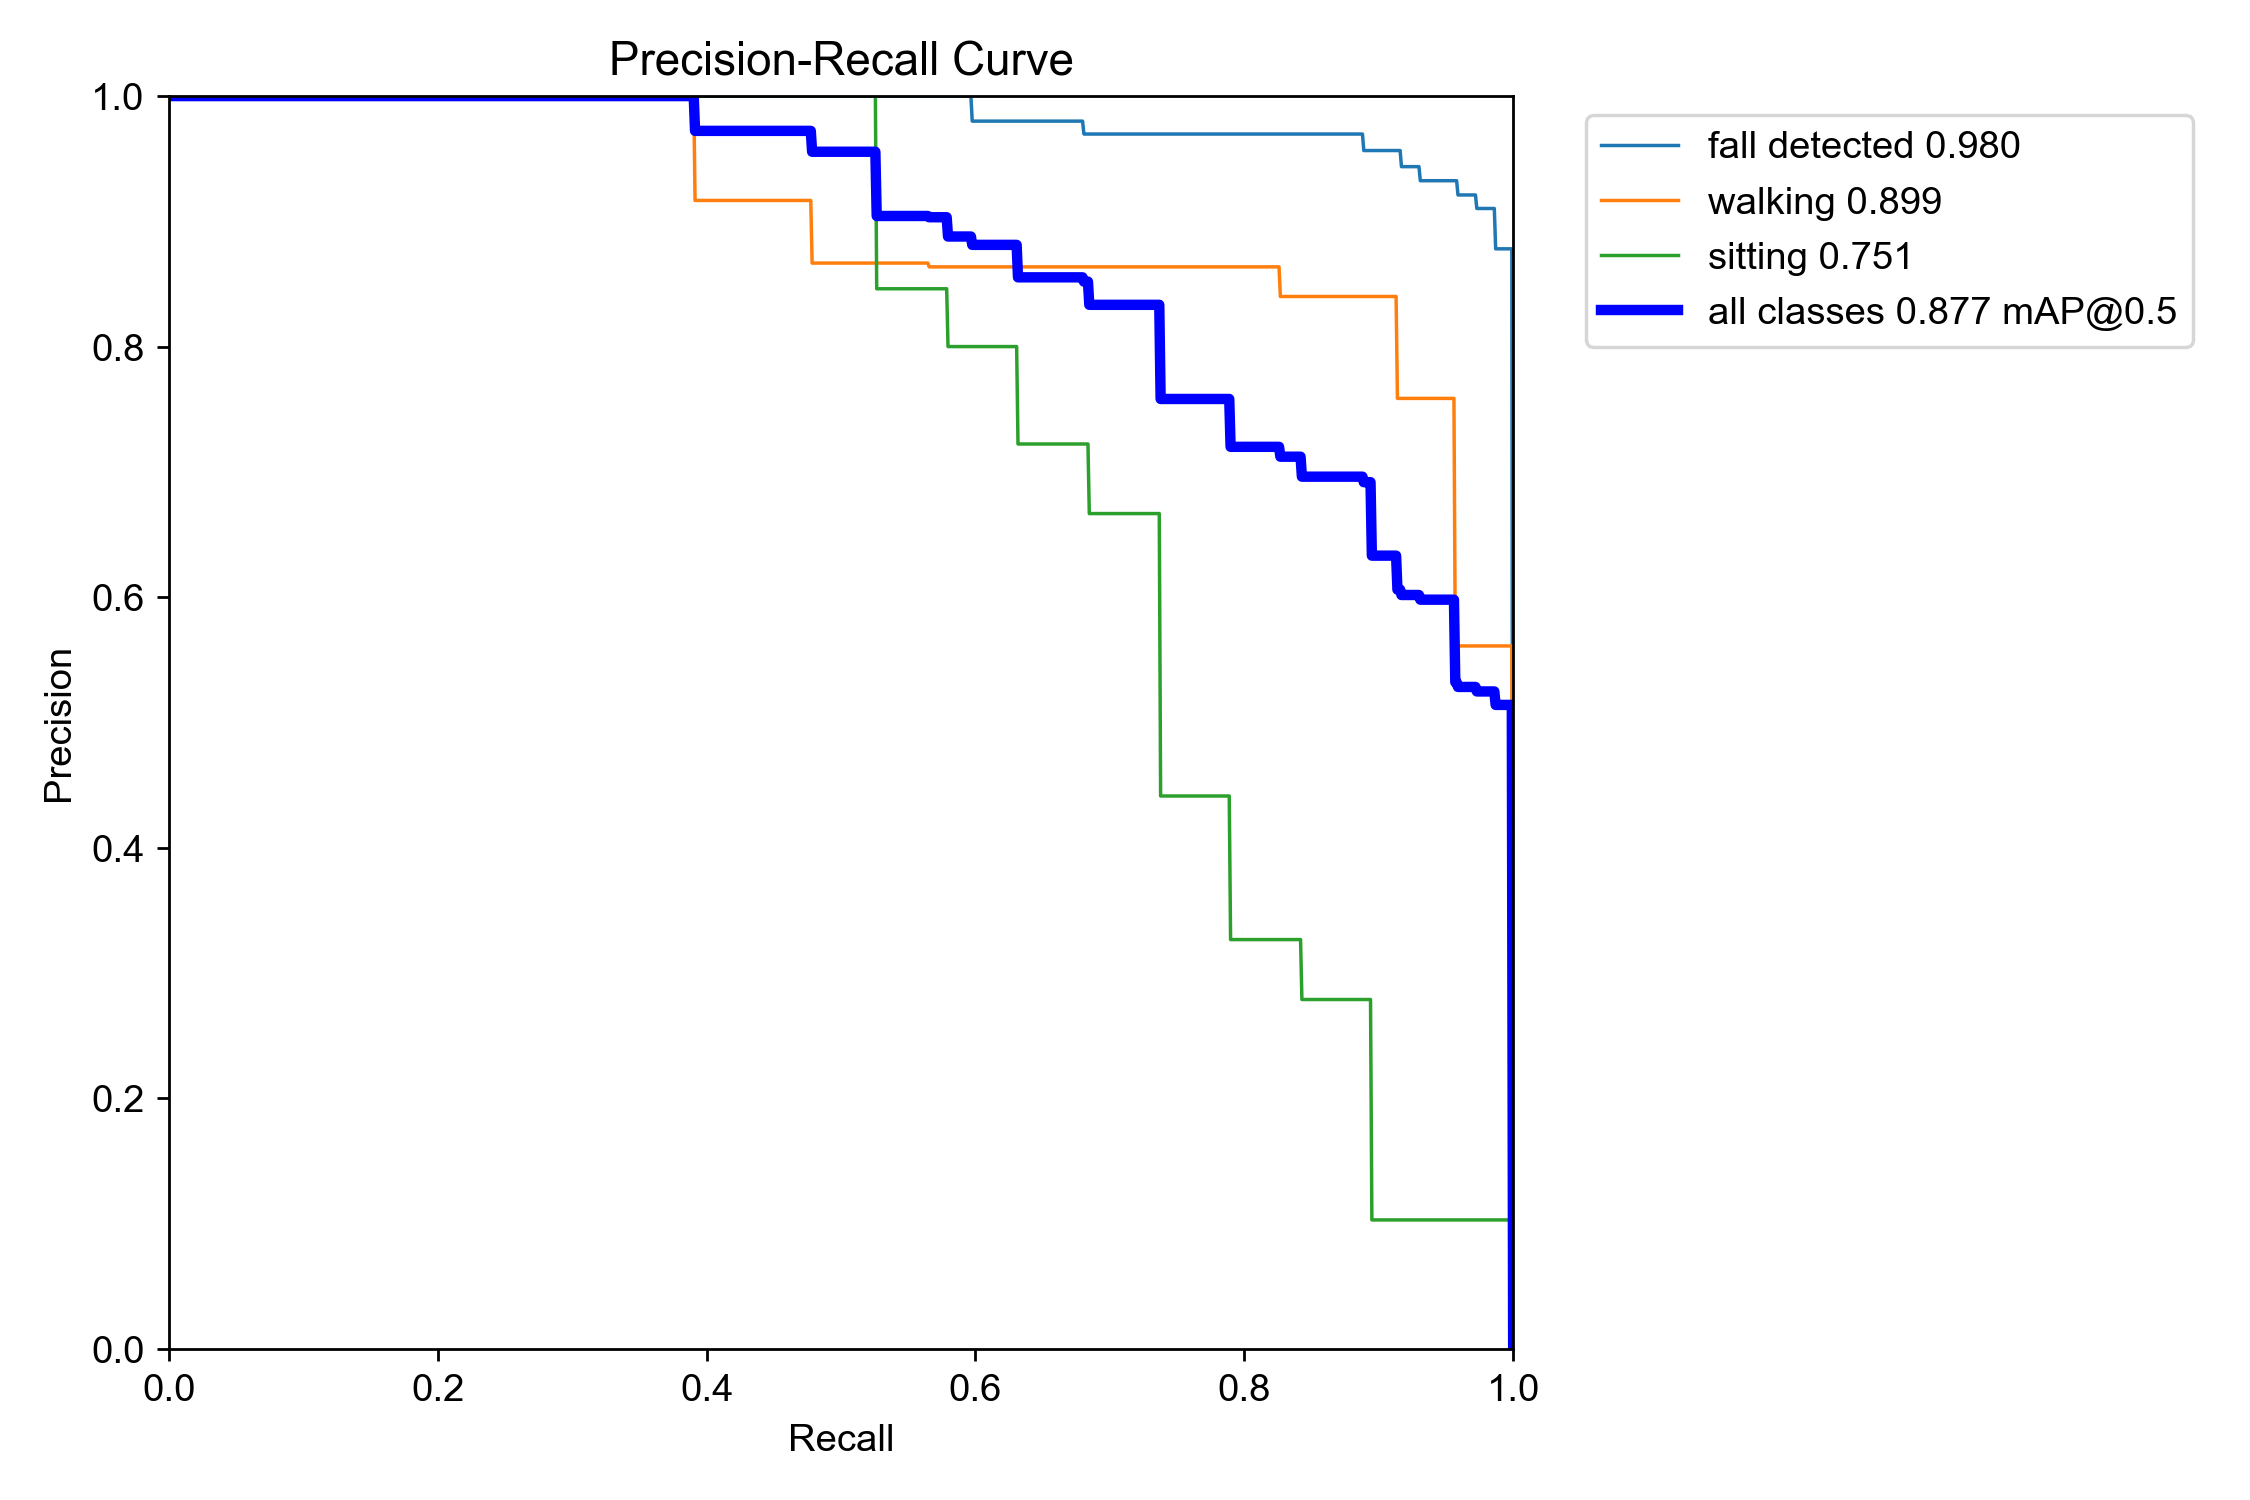 Precision-Recall Curve
1.0
0.8
0.6
0.4
0.2
0.0
Precision
0.0 0.2 0.4 0.6 0.8 1.0
Recall
fall detected 0.980
walking 0.899
sitting 0.751
all classes 0.877 mAP@0.5